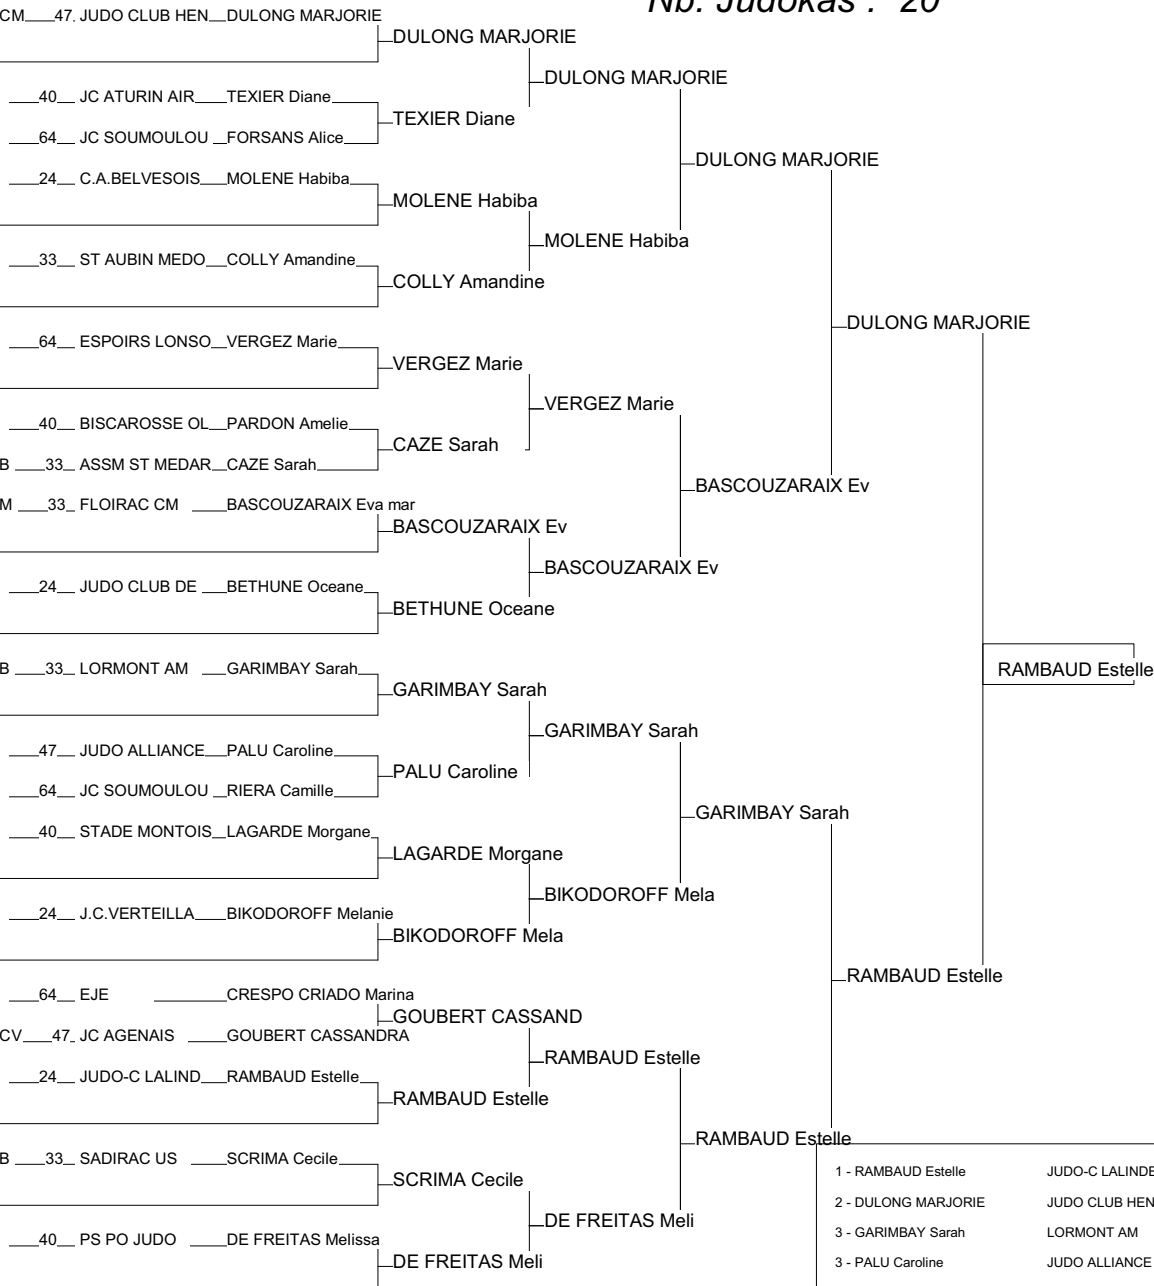 Nb. Judokas : 20
CM 47 JUDO CLUB HEN DULONG MARJORIE
DULONG MARJORIE
DULONG MARJORIE
40 JC ATURIN AIR TEXIER Diane
TEXIER Diane
64 JC SOUMOULOU FORSANS Alice
DULONG MARJORIE
24 C.A.BELVESOIS MOLENE Habiba
MOLENE Habiba
MOLENE Habiba
33 ST AUBIN MEDO COLLY Amandine
COLLY Amandine
DULONG MARJORIE
64 ESPOIRS LONSO VERGEZ Marie
VERGEZ Marie
VERGEZ Marie
40 BISCAROSSE OL PARDON Amelie
CAZE Sarah
B 33 ASSM ST MEDAR CAZE Sarah
BASCOUZARAIX Ev
M 33 FLOIRAC CM BASCOUZARAIX Eva mar
BASCOUZARAIX Ev
BASCOUZARAIX Ev
24 JUDO CLUB DE BETHUNE Oceane
BETHUNE Oceane
B 33 LORMONT AM GARIMBAY Sarah
RAMBAUD Estelle
GARIMBAY Sarah
GARIMBAY Sarah
47 JUDO ALLIANCE PALU Caroline
PALU Caroline
64 JC SOUMOULOU RIERA Camille
GARIMBAY Sarah
40 STADE MONTOIS LAGARDE Morgane
LAGARDE Morgane
BIKODOROFF Mela
24 J.C.VERTEILLA BIKODOROFF Melanie
BIKODOROFF Mela
RAMBAUD Estelle
64 EJE CRESPO CRIADO Marina
GOUBERT CASSAND
CV 47 JC AGENAIS GOUBERT CASSANDRA
RAMBAUD Estelle
24 JUDO-C LALIND RAMBAUD Estelle
RAMBAUD Estelle
RAMBAUD Estelle
B 33 SADIRAC US SCRIMA Cecile
SCRIMA Cecile
DE FREITAS Meli
40 PS PO JUDO DE FREITAS Melissa
DE FREITAS Meli
1 - RAMBAUD Estelle JUDO-C LALINDE
2 - DULONG MARJORIE JUDO CLUB HEN
3 - GARIMBAY Sarah LORMONT AM
3 - PALU Caroline JUDO ALLIANCE